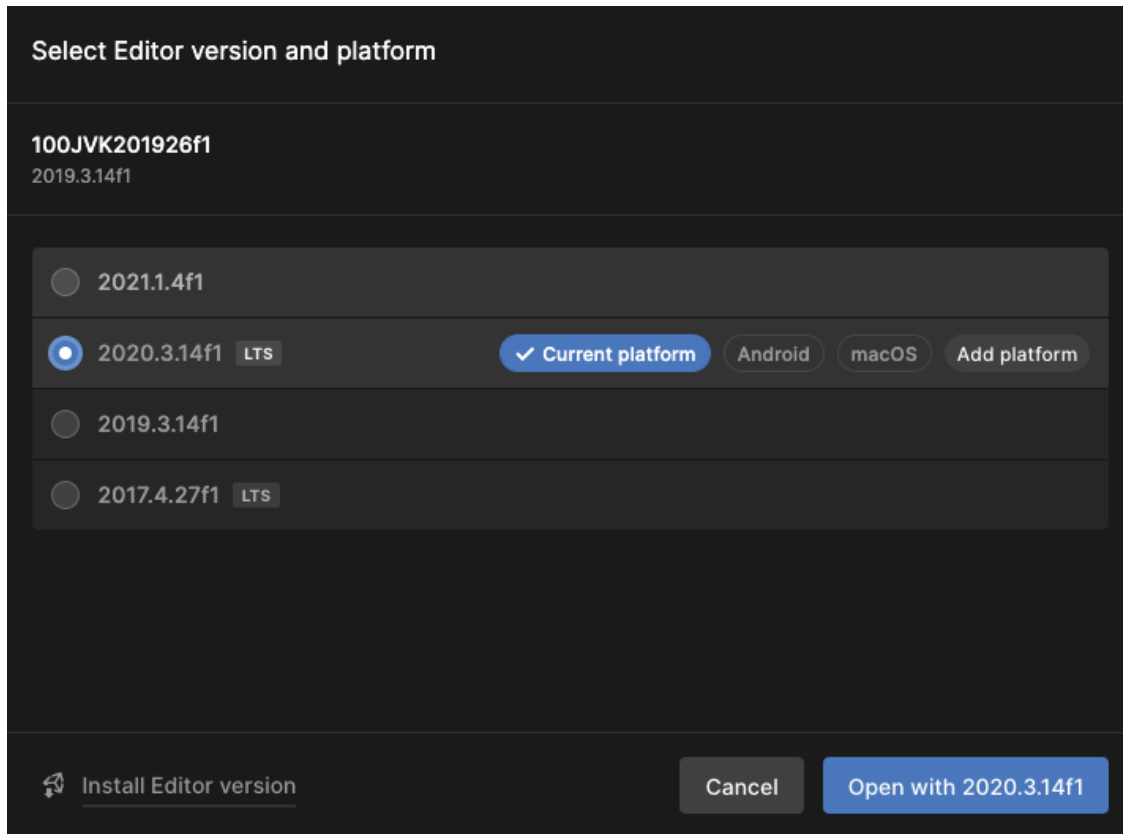 Select Editor version and platform
100JVK201926f1
2019.3.14f1
2021.1.4f1
2020.3.14f1 LTS Current platform Android macOS Add platform
2019.3.14f1
2017.4.27f1 LTS
Install Editor version Cancel Open with 2020.3.14f1